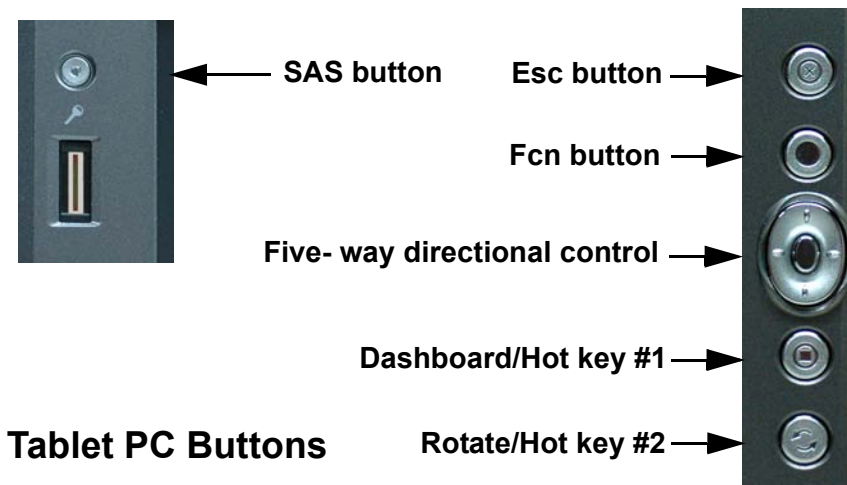 SAS button
Esc button
Fcn button
Five- way directional control
Dashboard/Hot key #1
Rotate/Hot key #2
Tablet PC Buttons